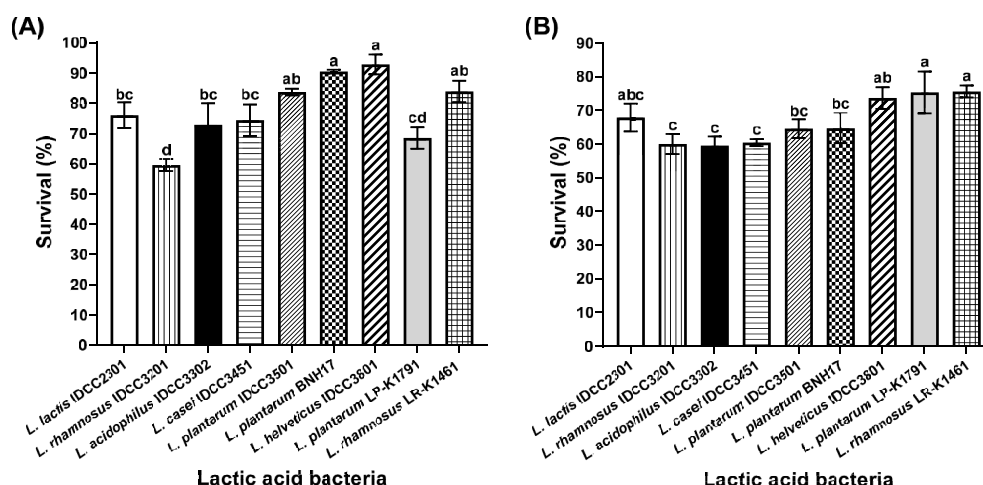 (A)
Survival (%)
100
90
80
70
60
50
40
30
20
10
0
bc
d
bc
bc
ab
a
a
cd
ab
L. lactis IDCC2301
L. rhamnosus IDCC3201
L. acidophilus IDCC3302
L. casei IDCC3451
L. plantarum IDCC3501
L. plantarum BNH17
L. helveticus IDCC3801
L. plantarum LP-K1791
L. rhamnosus LR-K1461
Lactic acid bacteria
(B)
Survival (%)
90
80
70
60
50
40
30
20
10
0
abc
c
c
c
bc
bc
ab
a
a
L. lactis IDCC2301
L. rhamnosus IDCC3201
L acidophilus IDCC3302
L. casei IDCC3451
L. plantarum IDCC3501
L. plantarum BNH17
L. helveticus IDCC3801
L. plantarum LP-K1791
L. rhamnosus LR-K1461
Lactic acid bacteria